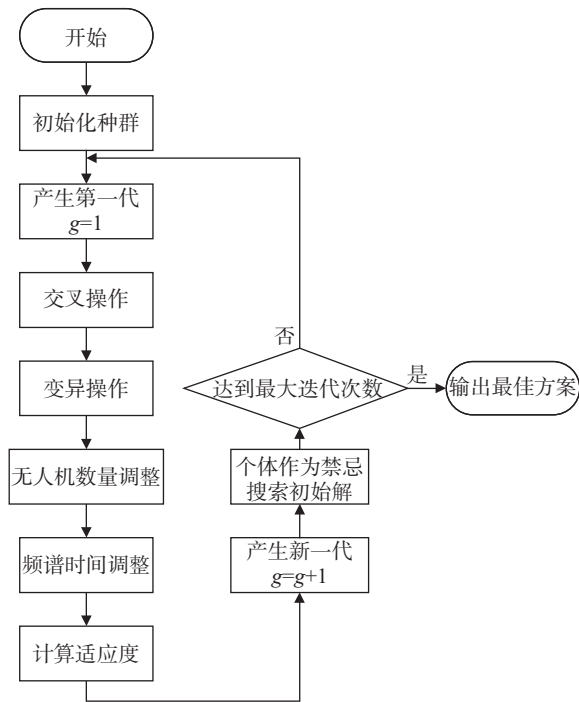 开始
初始化种群
产生第一代
g=1
交叉操作
变异操作
无人机数量调整
频谱时间调整
计算适应度
产生新一代
g=g+1
个体作为禁忌
搜索初始解
达到最大迭代次数
否
是
输出最佳方案